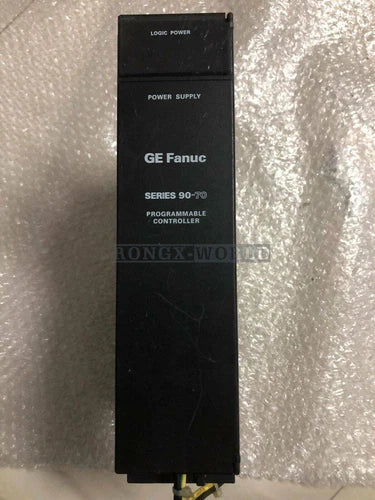 LOGIC POWER
POWER SUPPLY
GE Fanuc
SERIES 90-70
PROGRAMMABLE
CONTROLLER
RONGX-WORLD